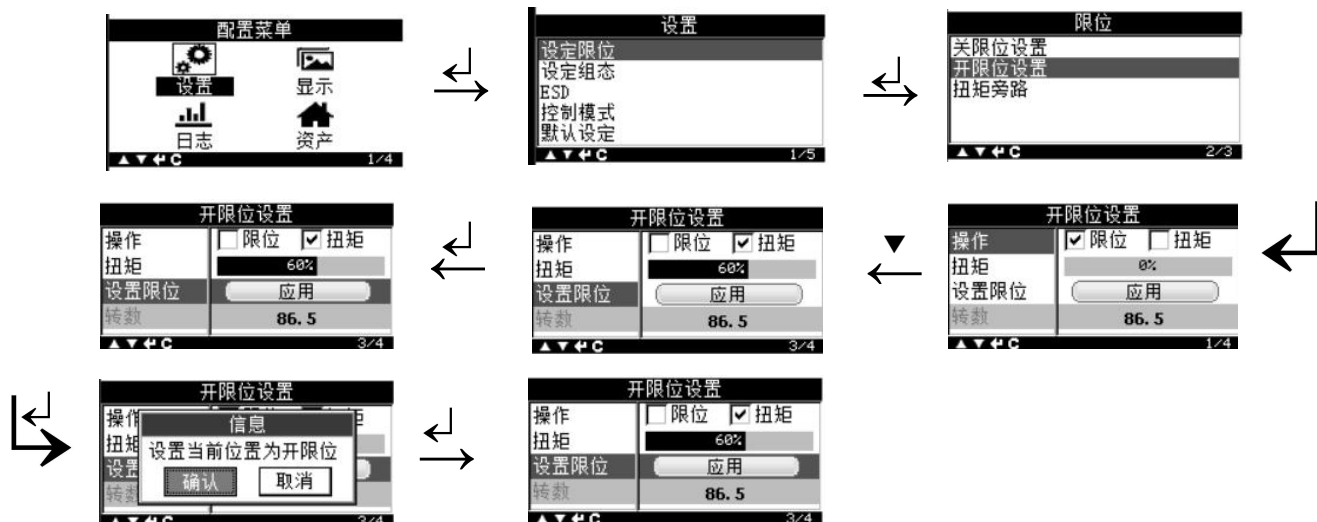 配置菜单
设置
显示
日志
资产
▲▼↵C 1/4
设置
设定限位
设定组态
ESD
控制模式
默认设定
▲▼↵C 1/5
限位
关限位设置
开限位设置
扭矩旁路
▲▼↵C 2/3
开限位设置
操作 限位 扭矩
扭矩 60%
设置限位 应用
转数 86.5
▲▼↵C 3/4
开限位设置
操作 限位 扭矩
扭矩 60%
设置限位 应用
转数 86.5
▲▼↵C 3/4
开限位设置
操作 限位 扭矩
扭矩 0%
设置限位 应用
转数 86.5
▲▼↵C 1/4
开限位设置
操作
扭矩
设置
转数
信息
设置当前位置为开限位
确认 取消
▲▼↵C 3/4
开限位设置
操作 限位 扭矩
扭矩 60%
设置限位 应用
转数 86.5
▲▼↵C 3/4